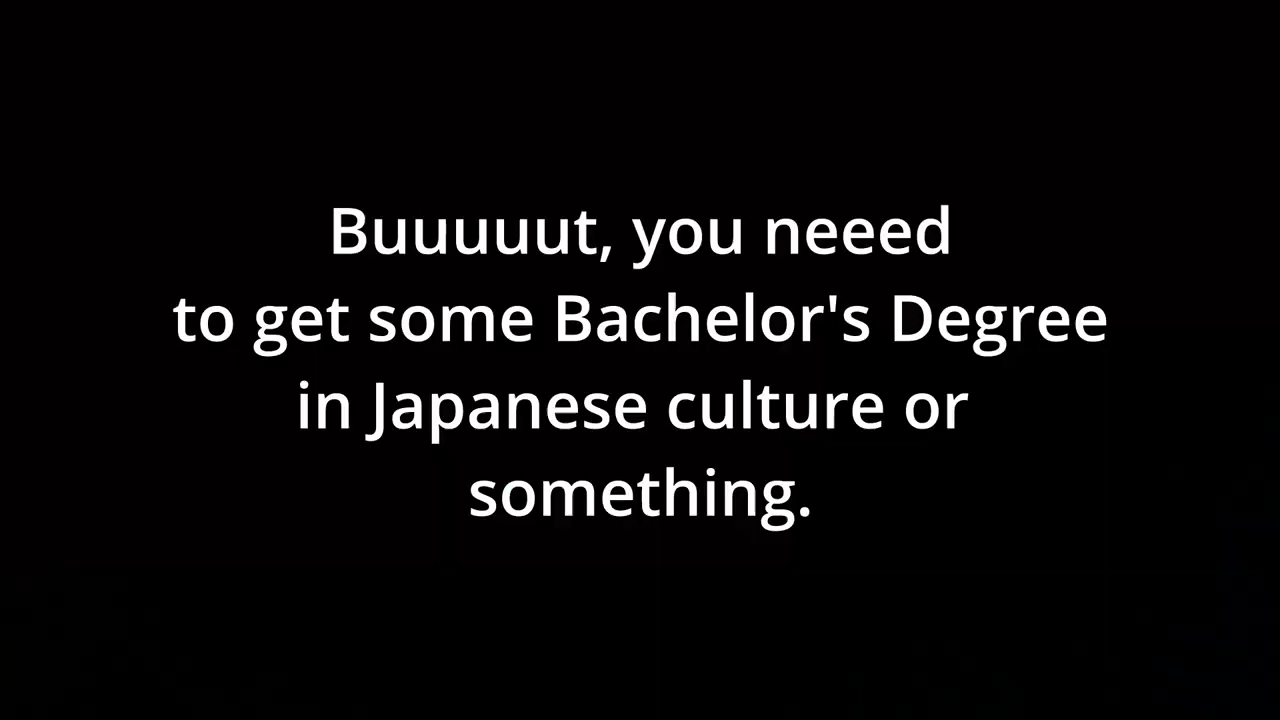 Buuuuut, you neeed
to get some Bachelor's Degree
in Japanese culture or
something.